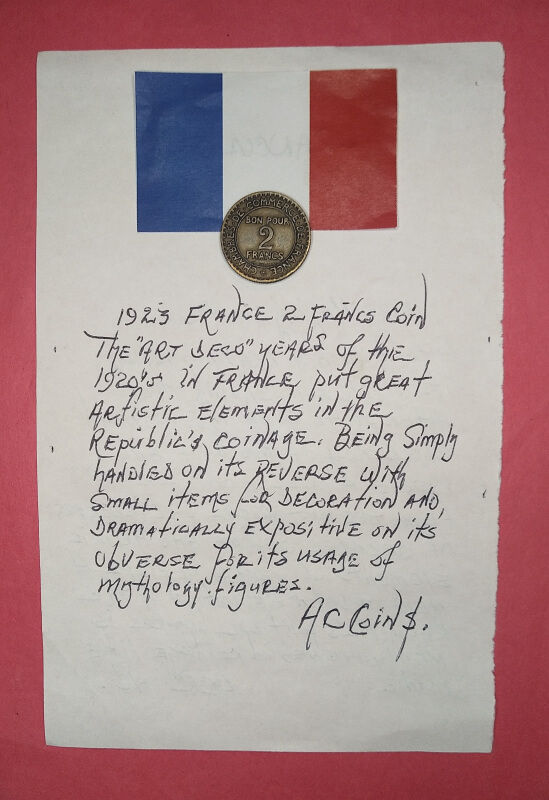 CHAMBRES DE COMMERCE DE FRANCE
BON POUR
2
FRANCS
1923 FRANCE 2 FRANCS COIN
THE "ART DECO" YEARS OF THE
1920's IN FRANCE put GREAT
ARTISTIC ELEMENTS IN THE
REPUBLIC'S COINAGE. BEING SIMPLY
HANDLED ON ITS REVERSE WITH
SMALL ITEMS FOR DECORATION AND,
DRAMATICALLY EXPOSITIVE ON ITS
OBVERSE FOR ITS USAGE OF
MYTHOLOGY FIGURES.
AC COIN$.